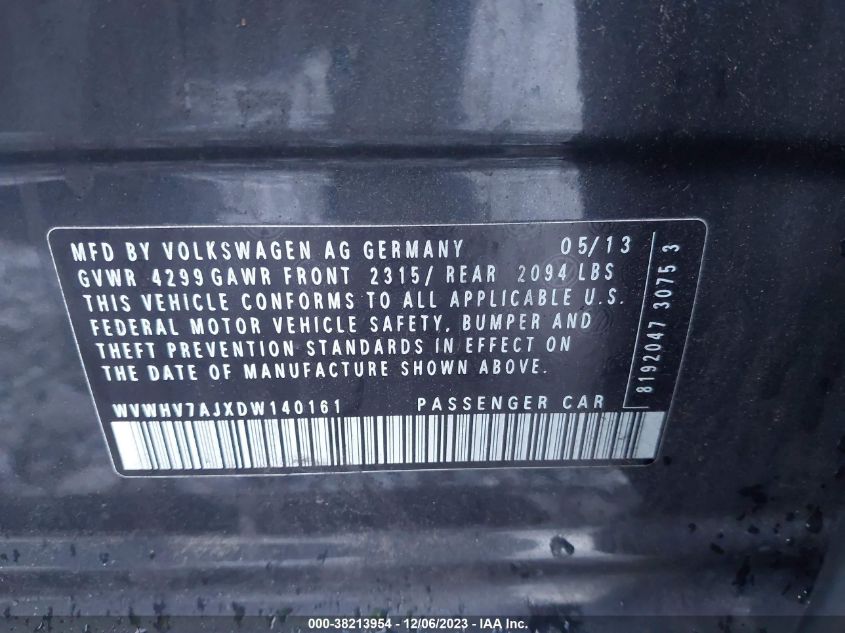 MFD BY VOLKSWAGEN AG GERMANY 05/13
GVWR 4299 GAWR FRONT 2315/ REAR 2094 LBS
THIS VEHICLE CONFORMS TO ALL APPLICABLE U.S.
FEDERAL MOTOR VEHICLE SAFETY, BUMPER AND
THEFT PREVENTION STANDARDS IN EFFECT ON
THE DATE OF MANUFACTURE SHOWN ABOVE.
WVWHV7AJXDW140161 PASSENGER CAR
8192047 3075 3
000-38213954 - 12/06/2023 - IAA Inc.